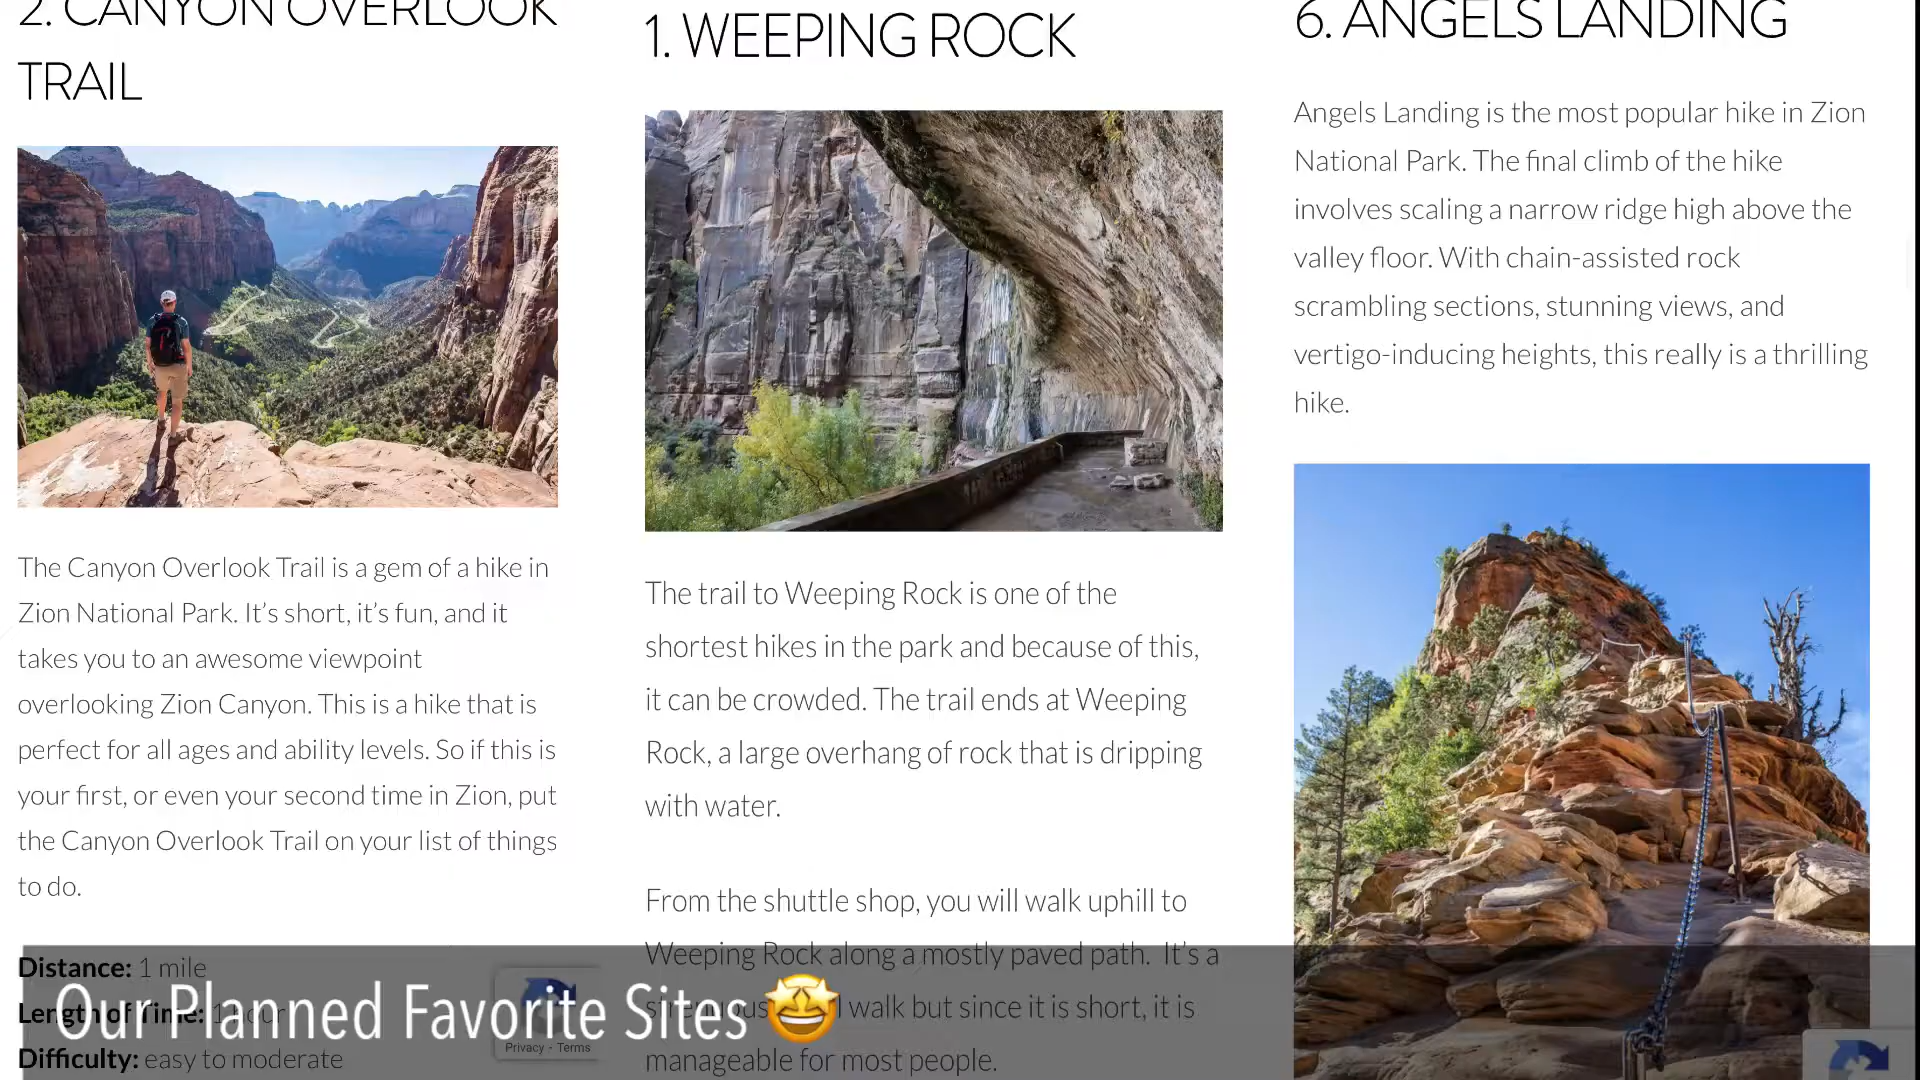 2. CANYON OVERLOOK
TRAIL
The Canyon Overlook Trail is a gem of a hike in
Zion National Park. It’s short, it’s fun, and it
takes you to an awesome viewpoint
overlooking Zion Canyon. This is a hike that is
perfect for all ages and ability levels. So if this is
your first, or even your second time in Zion, put
the Canyon Overlook Trail on your list of things
to do.
Distance: 1 mile
Length of Time: 1 hour
Difficulty: easy to moderate
Privacy - Terms
1. WEEPING ROCK
The trail to Weeping Rock is one of the
shortest hikes in the park and because of this,
it can be crowded. The trail ends at Weeping
Rock, a large overhang of rock that is dripping
with water.
From the shuttle shop, you will walk uphill to
Weeping Rock along a mostly paved path. It’s a
walk but since it is short, it is
manageable for most people.
6. ANGELS LANDING
Angels Landing is the most popular hike in Zion
National Park. The final climb of the hike
involves scaling a narrow ridge high above the
valley floor. With chain-assisted rock
scrambling sections, stunning views, and
vertigo-inducing heights, this really is a thrilling
hike.
Our Planned Favorite Sites 🤩